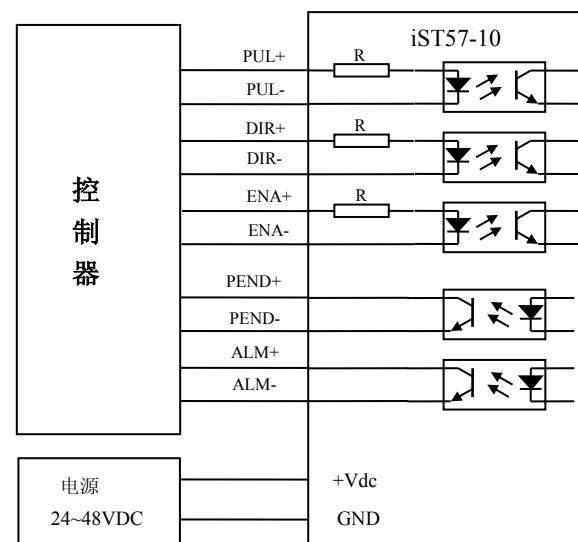 iST57-10
PUL+
R
PUL-
DIR+
R
DIR-
ENA+
R
ENA-
控
制
器
PEND+
PEND-
ALM+
ALM-
电源
24~48VDC
+Vdc
GND